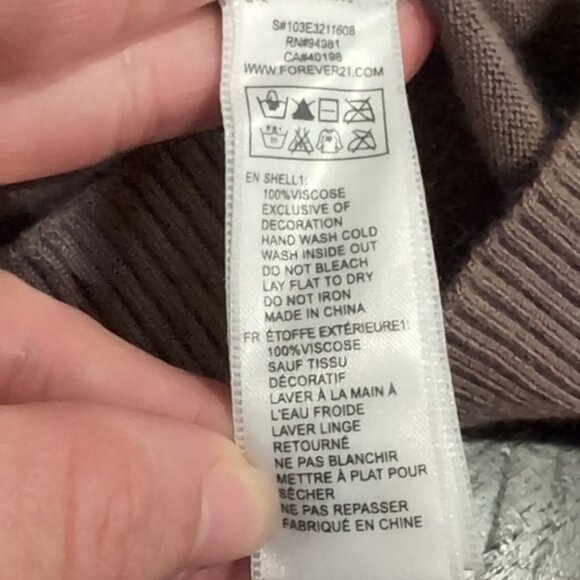 S#103E3211608
RN#94981
CA#40198
WWW.FOREVER21.COM
EN SHELL1:
100%VISCOSE
EXCLUSIVE OF
DECORATION
HAND WASH COLD
WASH INSIDE OUT
DO NOT BLEACH
LAY FLAT TO DRY
DO NOT IRON
MADE IN CHINA
FR ÉTOFFE EXTÉRIEURE1:
100%VISCOSE
SAUF TISSU
DÉCORATIF
LAVER À LA MAIN À
L'EAU FROIDE
LAVER LINGE
RETOURNÉ
NE PAS BLANCHIR
METTRE À PLAT POUR
SÉCHER
NE PAS REPASSER
FABRIQUÉ EN CHINE